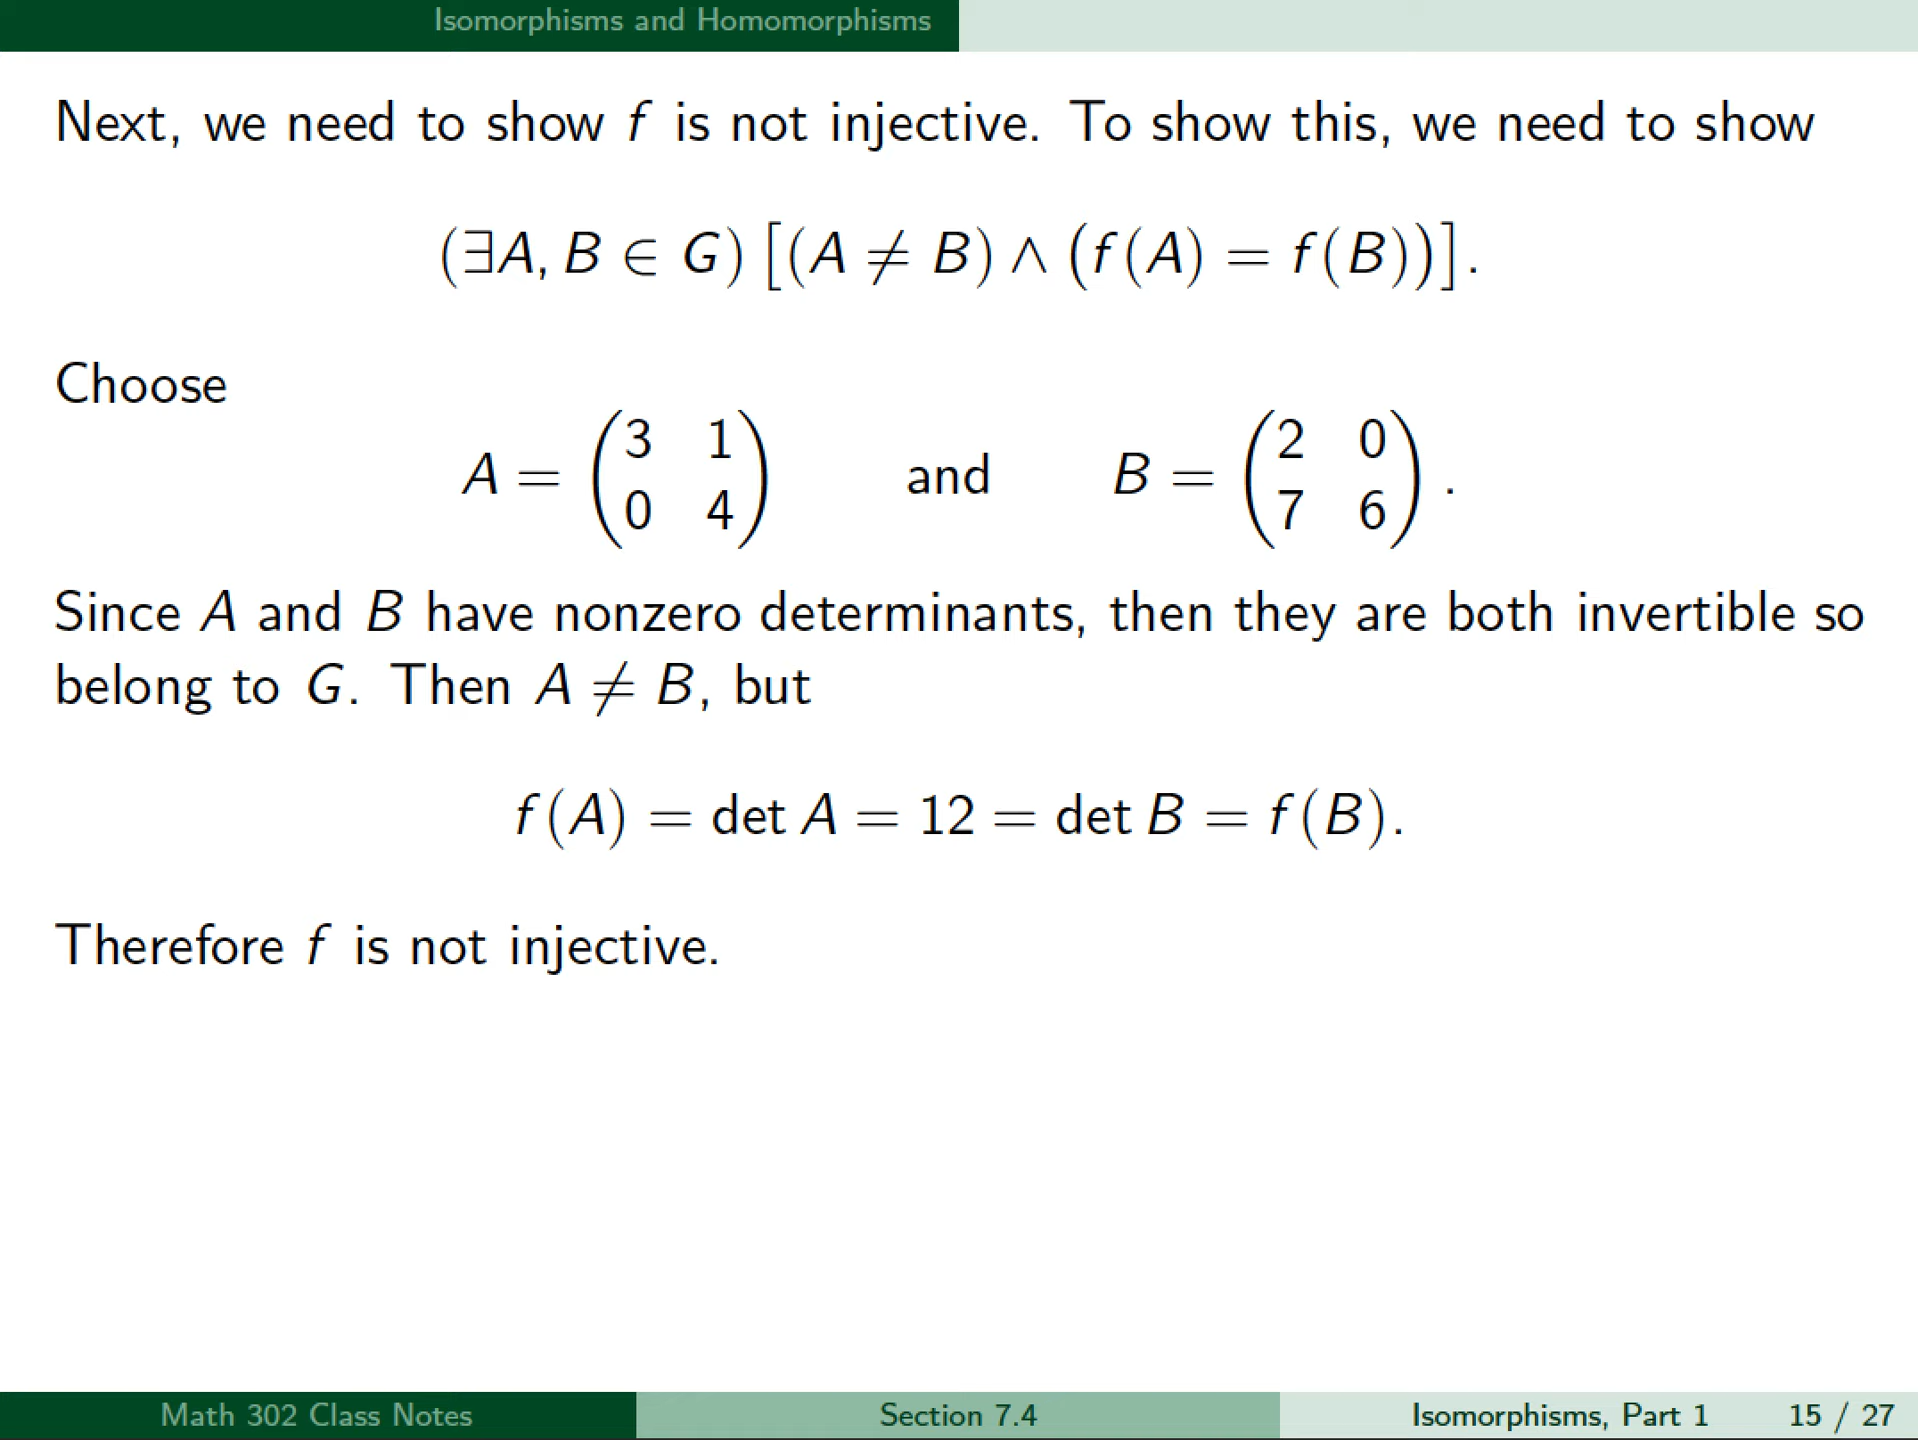 Isomorphisms and Homomorphisms
Next, we need to show f is not injective. To show this, we need to show
(∃A, B ∈ G) [(A ≠ B) ∧ (f(A) = f(B))].
Choose
A = (3 1
0 4) and B = (2 0
7 6).
Since A and B have nonzero determinants, then they are both invertible so
belong to G. Then A ≠ B, but
f(A) = det A = 12 = det B = f(B).
Therefore f is not injective.
Math 302 Class Notes Section 7.4 Isomorphisms, Part 1 15 / 27